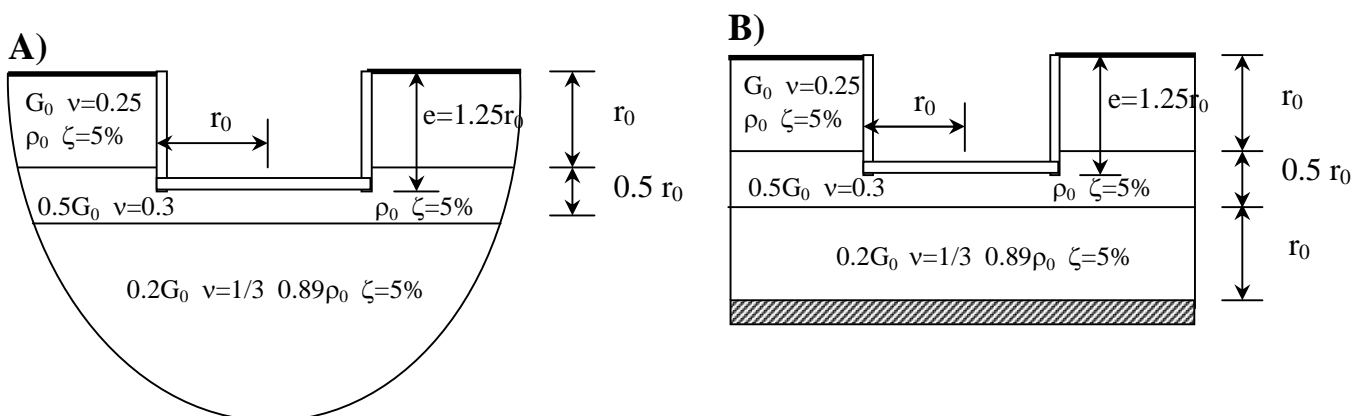 A)
G₀ ν=0.25
ρ₀ ζ=5%
r₀
e=1.25r₀
r₀
0.5G₀ ν=0.3
ρ₀ ζ=5%
0.5 r₀
0.2G₀ ν=1/3 0.89ρ₀ ζ=5%
B)
G₀ ν=0.25
ρ₀ ζ=5%
r₀
e=1.25r₀
r₀
0.5G₀ ν=0.3
ρ₀ ζ=5%
0.5 r₀
0.2G₀ ν=1/3 0.89ρ₀ ζ=5%
r₀